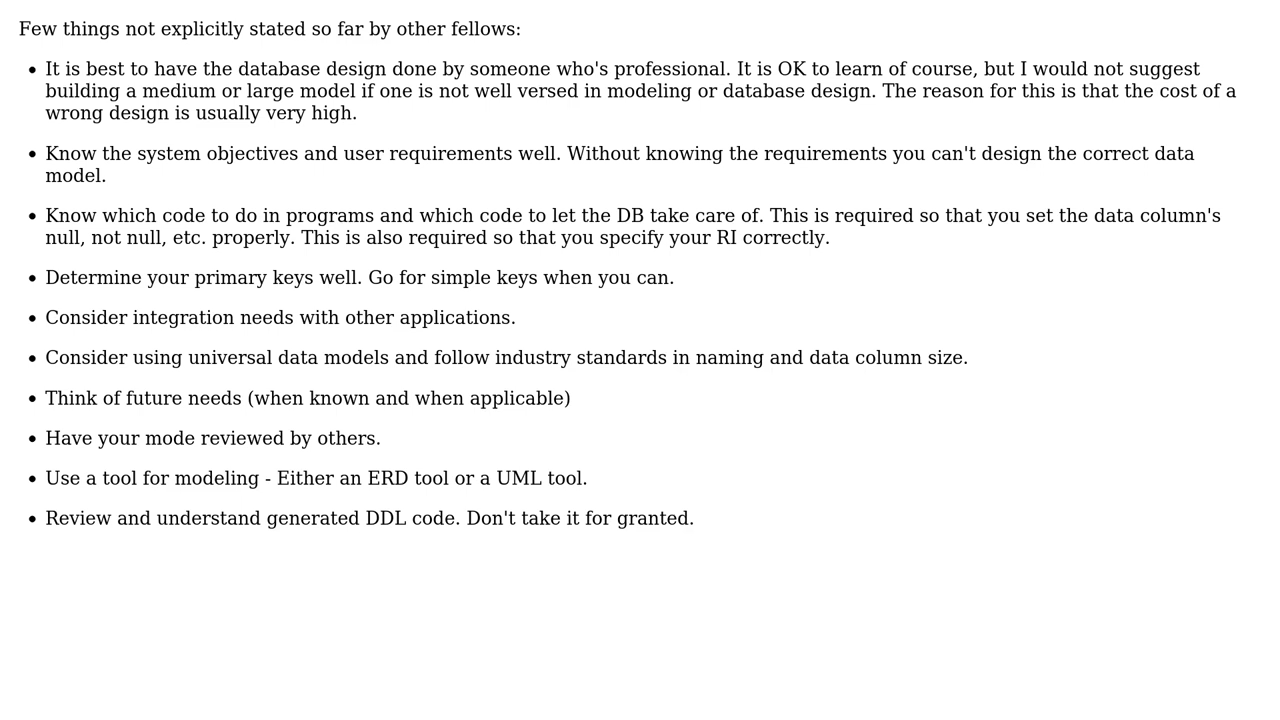 Few things not explicitly stated so far by other fellows:
• It is best to have the database design done by someone who's professional. It is OK to learn of course, but I would not suggest
building a medium or large model if one is not well versed in modeling or database design. The reason for this is that the cost of a
wrong design is usually very high.
• Know the system objectives and user requirements well. Without knowing the requirements you can't design the correct data
model.
• Know which code to do in programs and which code to let the DB take care of. This is required so that you set the data column's
null, not null, etc. properly. This is also required so that you specify your RI correctly.
• Determine your primary keys well. Go for simple keys when you can.
• Consider integration needs with other applications.
• Consider using universal data models and follow industry standards in naming and data column size.
• Think of future needs (when known and when applicable)
• Have your mode reviewed by others.
• Use a tool for modeling - Either an ERD tool or a UML tool.
• Review and understand generated DDL code. Don't take it for granted.